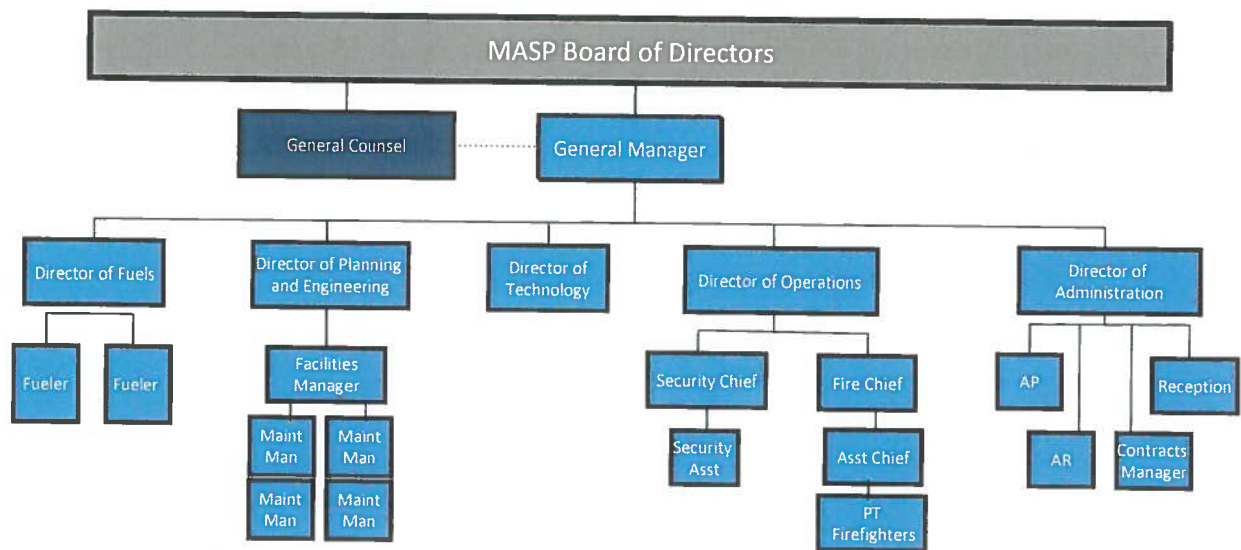 MASP Board of Directors
General Counsel
General Manager
Director of Fuels
Director of Planning
and Engineering
Director of
Technology
Director of Operations
Director of
Administration
Fueler
Fueler
Facilities
Manager
Security Chief
Fire Chief
AP
Reception
Maint
Man
Maint
Man
Security
Asst
Asst Chief
AR
Contracts
Manager
Maint
Man
Maint
Man
PT
Firefighters